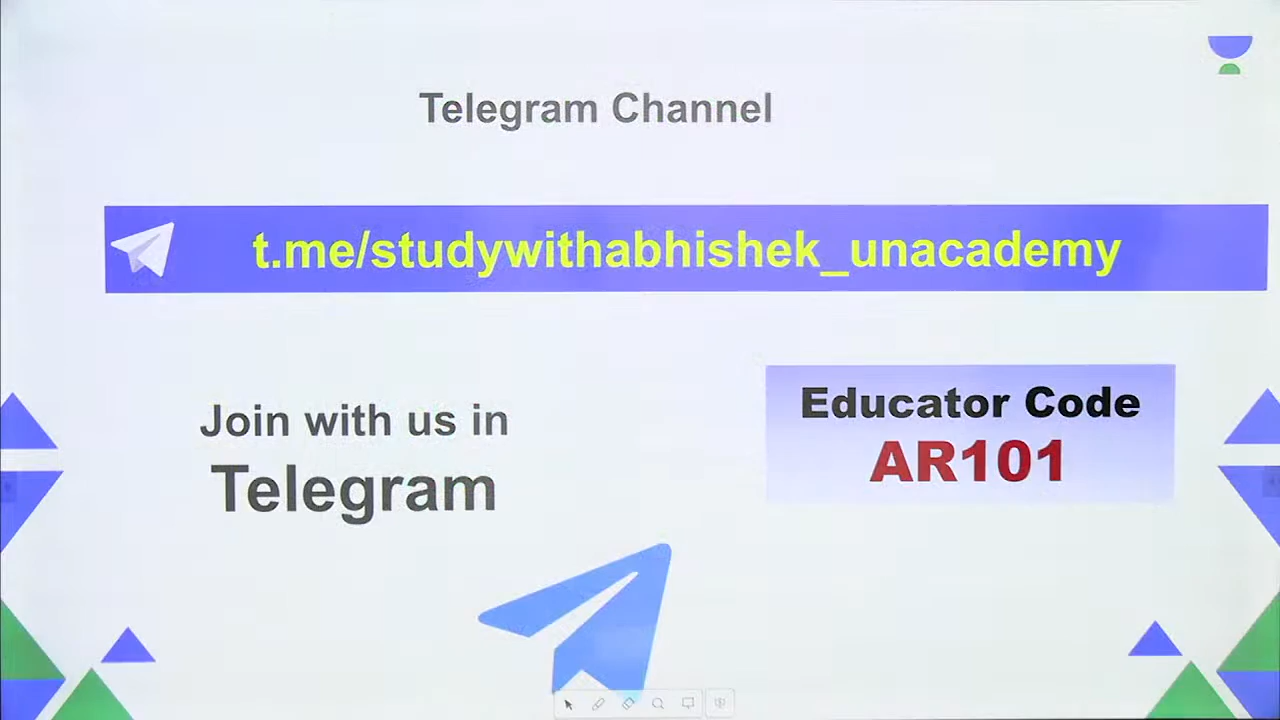 Telegram Channel
t.me/studywithabhishek_unacademy
Join with us in
Telegram
Educator Code
AR101